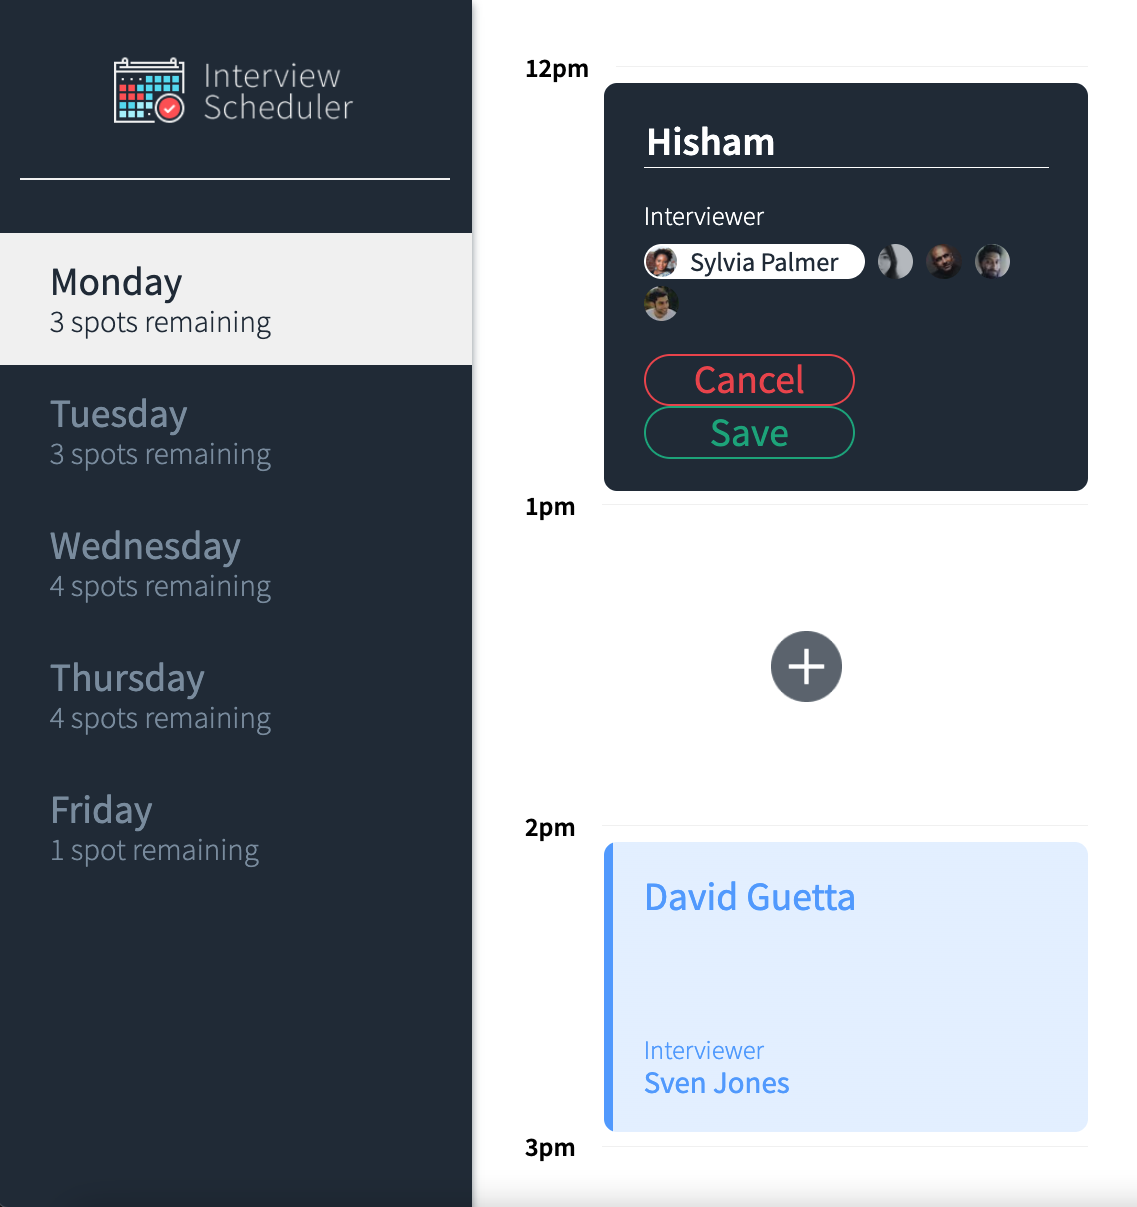 Interview
Scheduler
Monday
3 spots remaining
Tuesday
3 spots remaining
Wednesday
4 spots remaining
Thursday
4 spots remaining
Friday
1 spot remaining
12pm
Hisham
Interviewer
Sylvia Palmer
Cancel
Save
1pm
2pm
David Guetta
Interviewer
Sven Jones
3pm